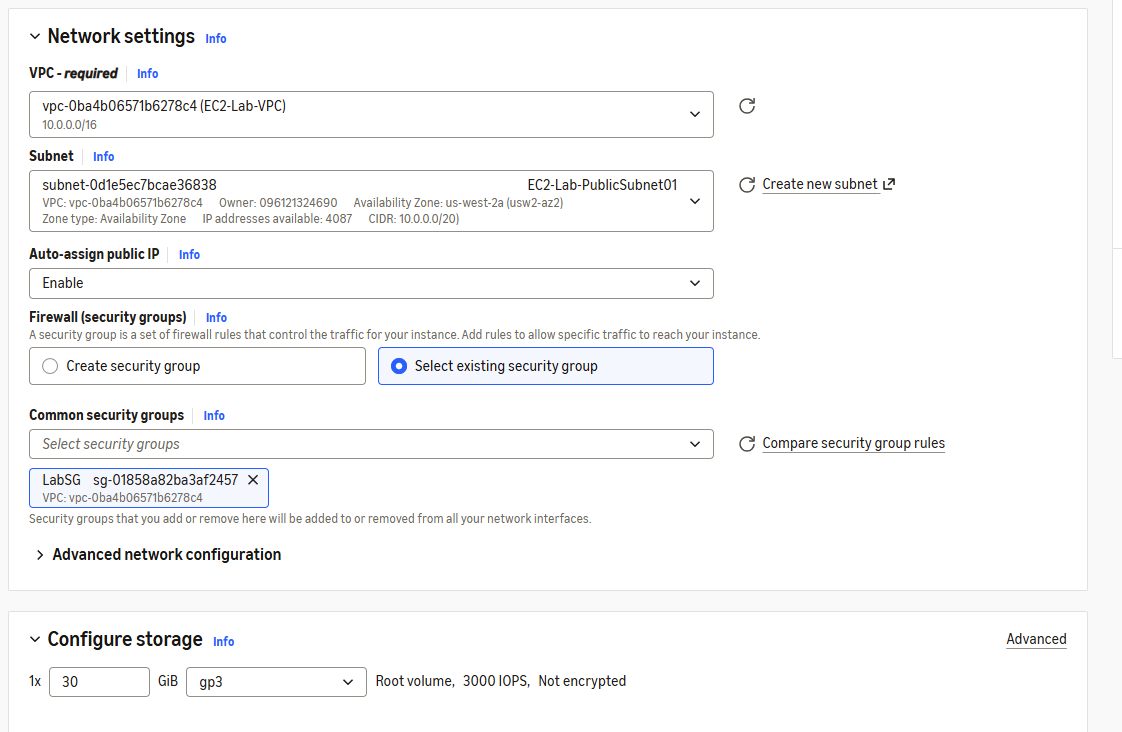 Network settings Info
VPC - required Info
vpc-0ba4b06571b6278c4 (EC2-Lab-VPC)
10.0.0.0/16
Subnet Info
subnet-0d1e5ec7bcae36838 EC2-Lab-PublicSubnet01
VPC: vpc-0ba4b06571b6278c4 Owner: 096121324690 Availability Zone: us-west-2a (usw2-az2)
Zone type: Availability Zone IP addresses available: 4087 CIDR: 10.0.0.0/20)
Create new subnet
Auto-assign public IP Info
Enable
Firewall (security groups) Info
A security group is a set of firewall rules that control the traffic for your instance. Add rules to allow specific traffic to reach your instance.
Create security group Select existing security group
Common security groups Info
Select security groups
Compare security group rules
LabSG sg-01858a82ba3af2457
VPC: vpc-0ba4b06571b6278c4
Security groups that you add or remove here will be added to or removed from all your network interfaces.
Advanced network configuration
Configure storage Info Advanced
1x 30 GiB gp3 Root volume, 3000 IOPS, Not encrypted